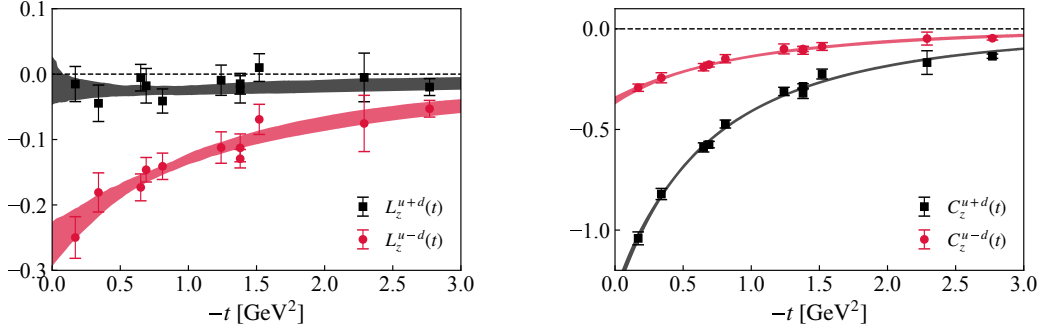 0.1
0.0
−0.1
−0.2
−0.3
0.0 0.5 1.0 1.5 2.0 2.5 3.0
−t [GeV²]
L_z^{u+d}(t)
L_z^{u−d}(t)
0.0
−0.5
−1.0
0.0 0.5 1.0 1.5 2.0 2.5 3.0
−t [GeV²]
C_z^{u+d}(t)
C_z^{u−d}(t)